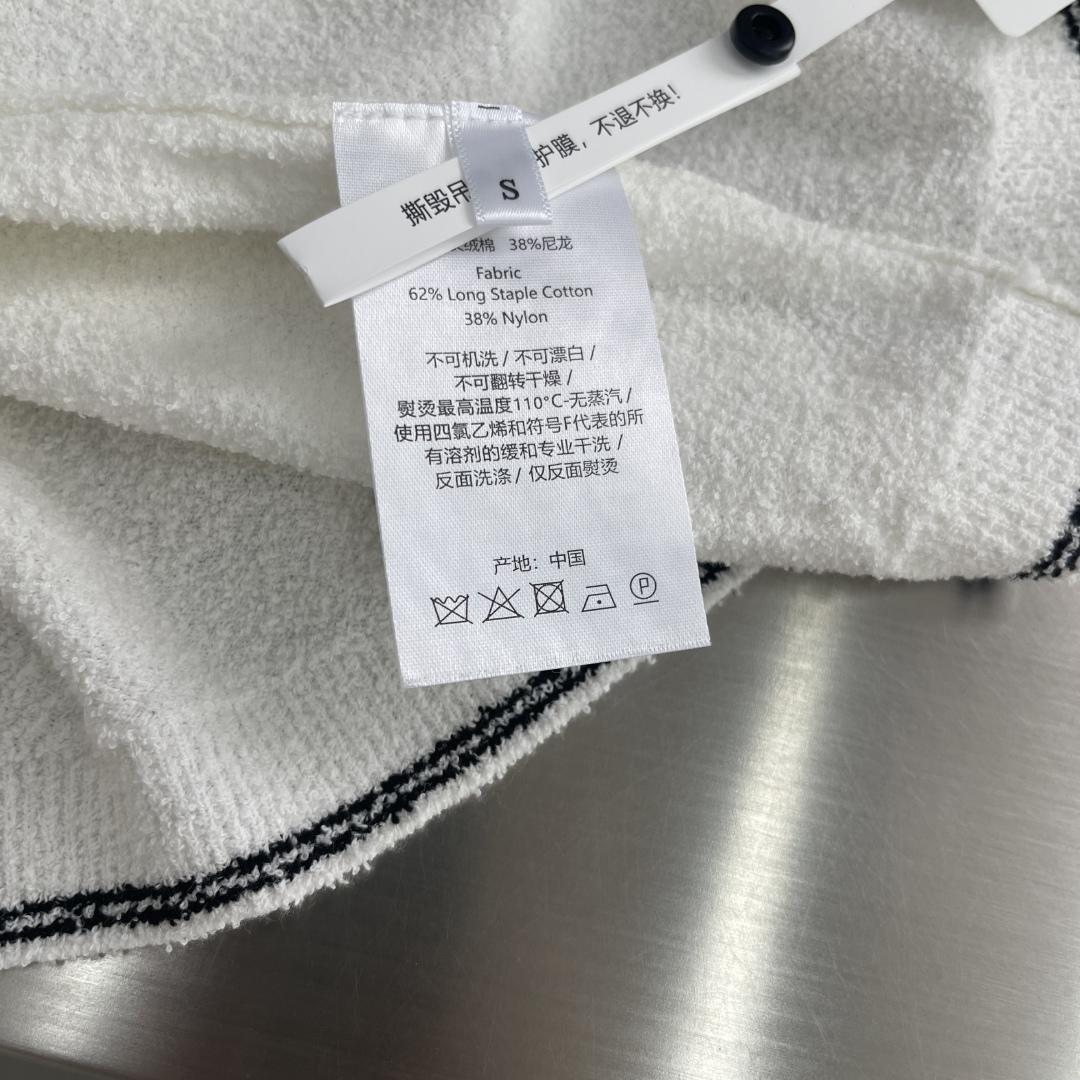 撕毁吊
护膜，不退不换！
S
绒棉 38%尼龙
Fabric
62% Long Staple Cotton
38% Nylon
不可机洗 / 不可漂白 /
不可翻转干燥 /
熨烫最高温度110°C-无蒸汽 /
使用四氯乙烯和符号F代表的所
有溶剂的缓和专业干洗 /
反面洗涤 / 仅反面熨烫
产地：中国
P